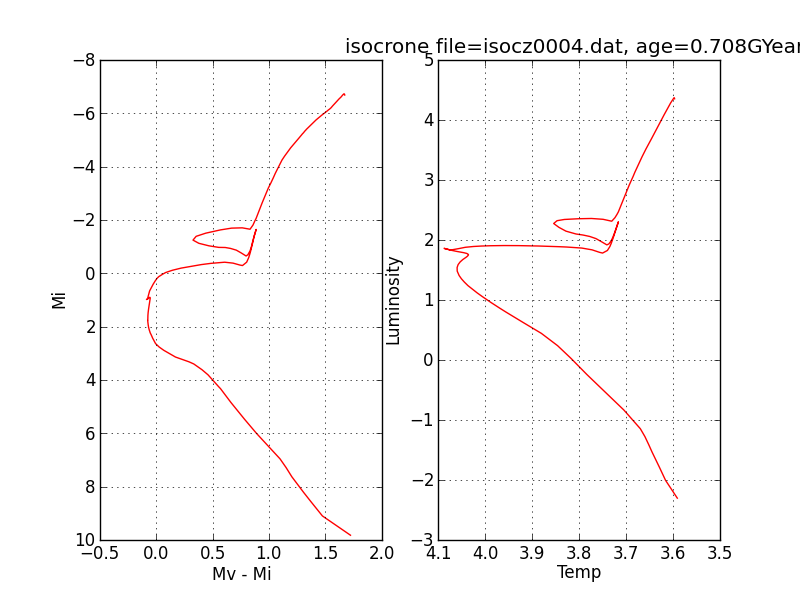 isocrone file=isocz0004.dat, age=0.708GYear
−8
−6
−4
−2
0
2
4
6
8
10
−0.5 0.0 0.5 1.0 1.5 2.0
Mv - Mi
Mi
5
4
3
2
1
0
−1
−2
−3
4.1 4.0 3.9 3.8 3.7 3.6 3.5
Temp
Luminosity